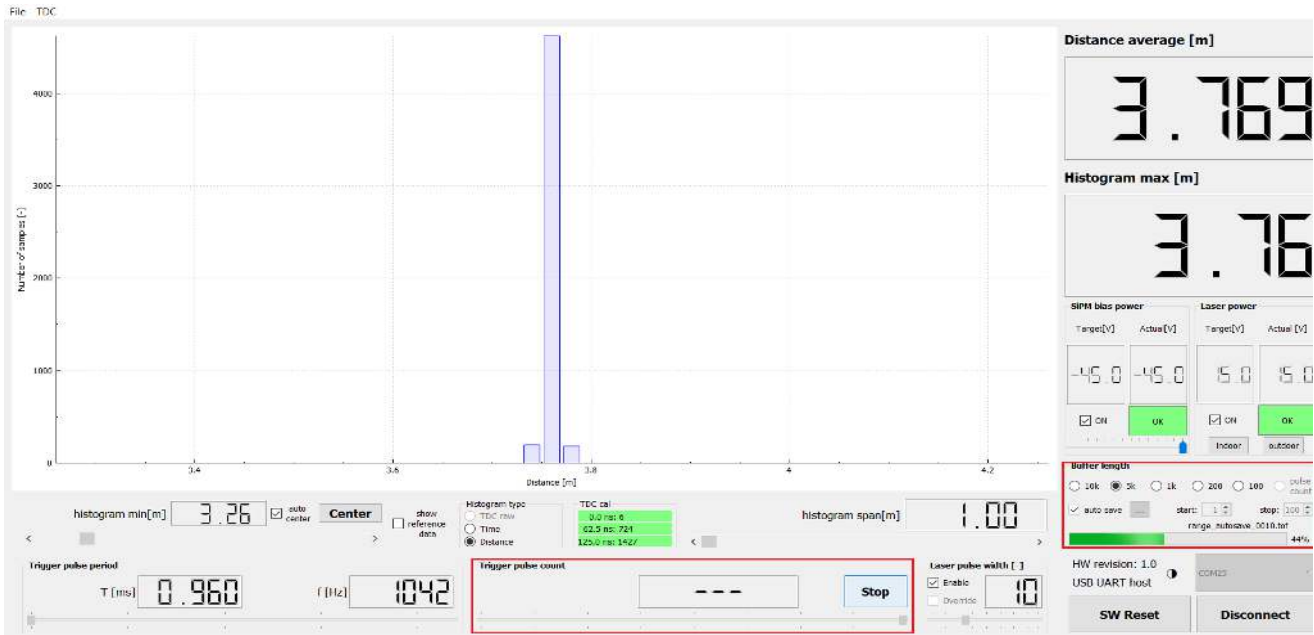 File TDC
Distance average [m]
3.769
Histogram max [m]
3.76
Number of samples [-]
4000
3000
2000
1000
0
3.4 3.6 3.8 4 4.2
Distance [m]
SiPM bias power Laser power
Target[V] Actual[V] Target[V] Actual [V]
-45.0 -45.0 15.0 15.0
ON OK ON OK
indoor outdoor
Buffer length
10k 5k 1k 200 100 pulse count
auto save ... start: 1 stop: 100
range_autosave_0010.txt
44%
histogram min[m] 3.26 auto center Center show reference data
Histogram type
TDC raw
Time
Distance
TDC cal
0.0 ns: 6
62.5 ns: 724
125.0 ns: 1427
histogram span[m] 1.00
Trigger pulse period
T [ms] 0.960 f [Hz] 1042
Trigger pulse count
--- Stop
Laser pulse width [ ]
Enable
Override
10
HW revision: 1.0
USB UART host
COM25
SW Reset Disconnect